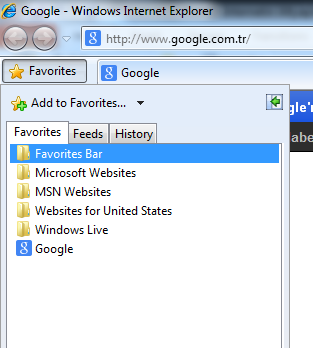 Google - Windows Internet Explorer
http://www.google.com.tr/
Favorites
Google
Add to Favorites...
Favorites Feeds History
Favorites Bar
Microsoft Websites
MSN Websites
Websites for United States
Windows Live
Google